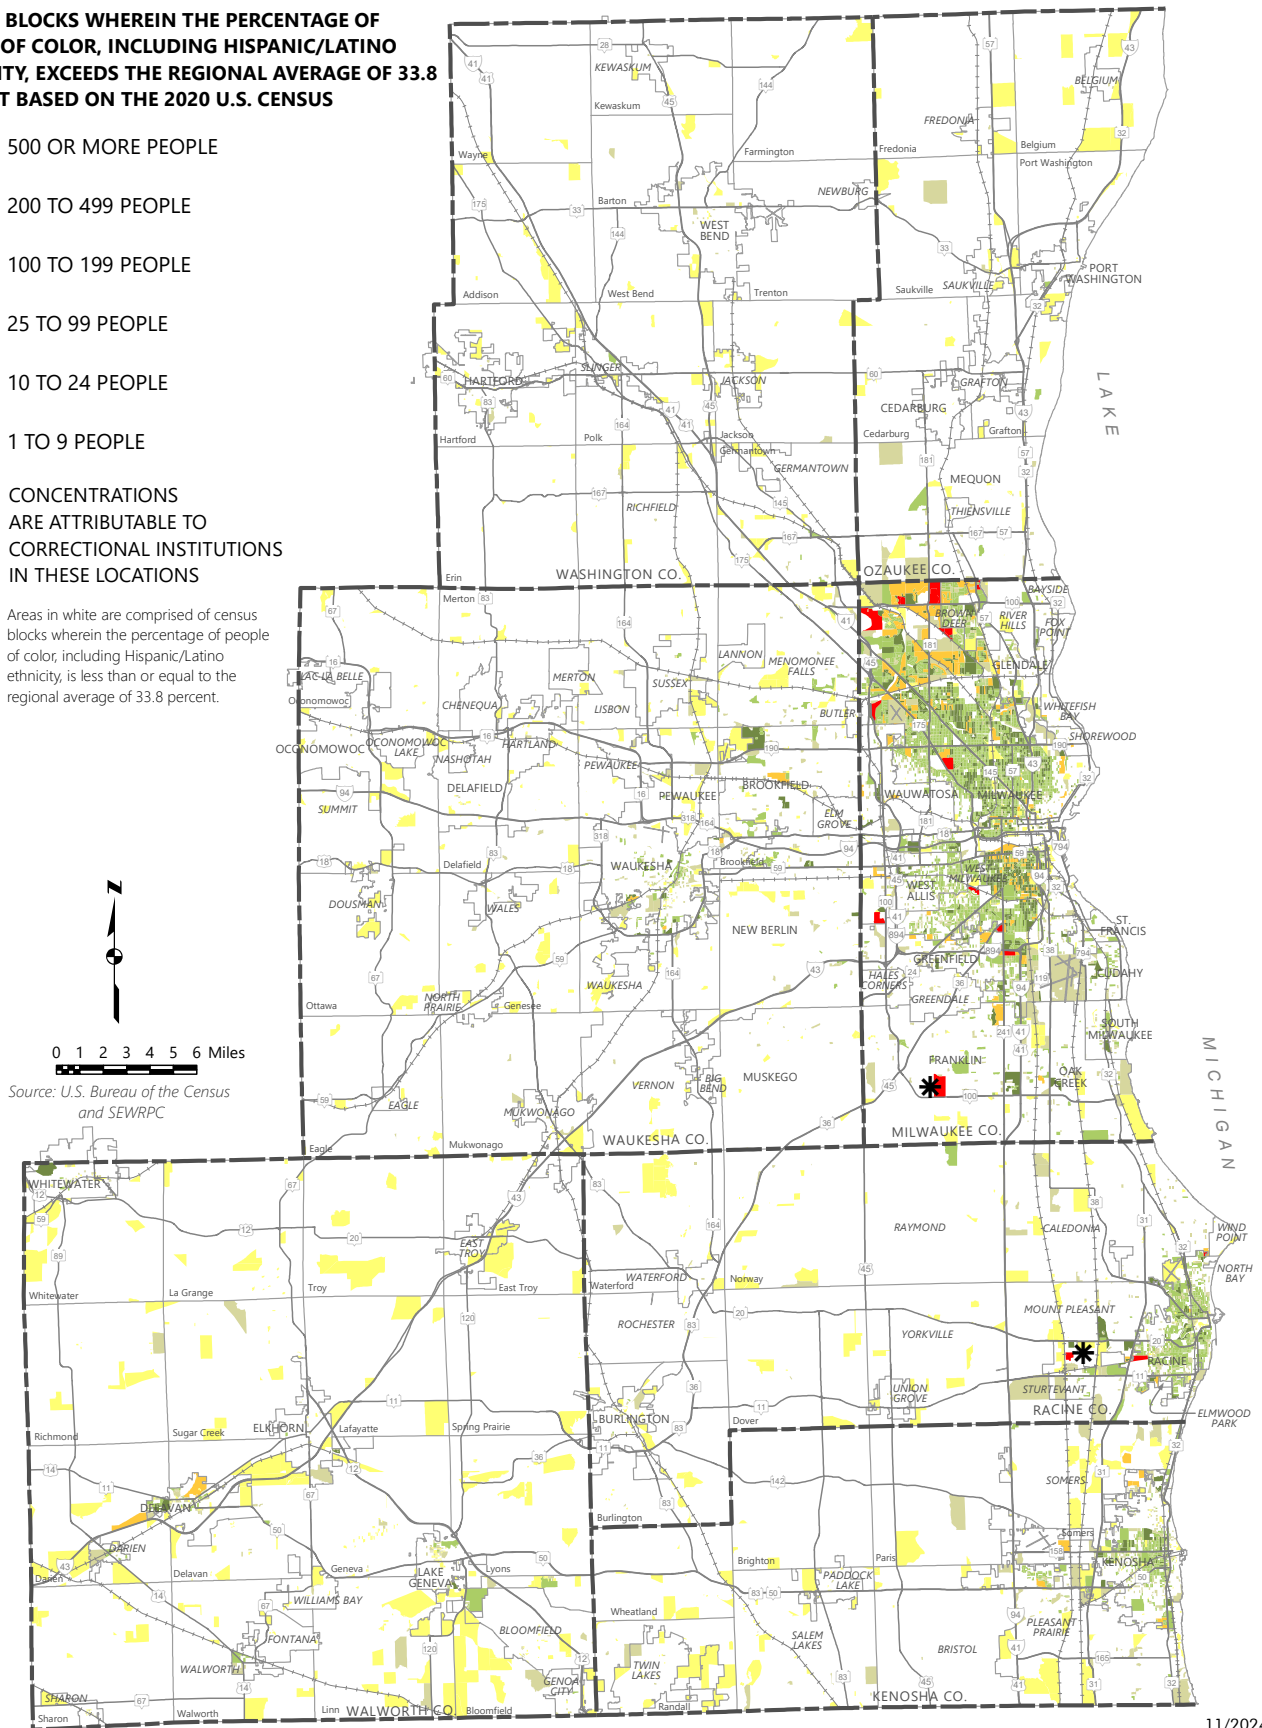 BLOCKS WHEREIN THE PERCENTAGE OF
OF COLOR, INCLUDING HISPANIC/LATINO
ITY, EXCEEDS THE REGIONAL AVERAGE OF 33.8
T BASED ON THE 2020 U.S. CENSUS
500 OR MORE PEOPLE
200 TO 499 PEOPLE
100 TO 199 PEOPLE
25 TO 99 PEOPLE
10 TO 24 PEOPLE
1 TO 9 PEOPLE
CONCENTRATIONS
ARE ATTRIBUTABLE TO
CORRECTIONAL INSTITUTIONS
IN THESE LOCATIONS
Areas in white are comprised of census
blocks wherein the percentage of people
of color, including Hispanic/Latino
ethnicity, is less than or equal to the
regional average of 33.8 percent.
0 1 2 3 4 5 6 Miles
Source: U.S. Bureau of the Census
and SEWRPC
KEWASKUM
Kewaskum
Wayne
Farmington
Barton
WEST
BEND
Addison
West Bend
Trenton
HARTFORD
SLINGER
JACKSON
Hartford
Polk
Jackson
Germantown
GERMANTOWN
RICHFIELD
Erin
WASHINGTON CO.
BELGIUM
FREDONIA
Fredonia
Belgium
Port Washington
NEWBURG
PORT
WASHINGTON
Saukville
SAUKVILLE
GRAFTON
CEDARBURG
Cedarburg
Grafton
MEQUON
THIENSVILLE
OZAUKEE CO.
LAKE
MICHIGAN
Merton
LAC LA BELLE
Oconomowoc
OCONOMOWOC
OCONOMOWOC
LAKE
CHENEQUA
MERTON
LISBON
SUSSEX
LANNON
MENOMONEE
FALLS
BUTLER
NASHOTAH
HARTLAND
PEWAUKEE
PEWAUKEE
BROOKFIELD
ELM
GROVE
SUMMIT
DELAFIELD
Delafield
WAUKESHA
Brookfield
DOUSMAN
WALES
NEW BERLIN
WAUKESHA
Ottawa
NORTH
PRAIRIE
Genesee
VERNON
BIG
BEND
MUSKEGO
EAGLE
Eagle
MUKWONAGO
Mukwonago
WAUKESHA CO.
BAYSIDE
BROWN
DEER
RIVER
HILLS
FOX
POINT
GLENDALE
WHITEFISH
BAY
SHOREWOOD
WAUWATOSA
MILWAUKEE
WEST
MILWAUKEE
WEST
ALLIS
ST.
FRANCIS
GREENFIELD
CUDAHY
HALES
CORNERS
GREENDALE
SOUTH
MILWAUKEE
FRANKLIN
OAK
CREEK
MILWAUKEE CO.
WHITEWATER
Whitewater
La Grange
Troy
EAST
TROY
East Troy
Richmond
Sugar Creek
ELKHORN
Lafayatte
Spring Prairie
DELAVAN
DARIEN
Darien
Delavan
Geneva
LAKE
GENEVA
Lyons
WILLIAMS BAY
FONTANA
WALWORTH
BLOOMFIELD
GENOA
CITY
SHARON
Sharon
Walworth
Linn
WALWORTH CO.
Bloomfield
Waterford
WATERFORD
Norway
RAYMOND
CALEDONIA
WIND
POINT
NORTH
BAY
ROCHESTER
MOUNT PLEASANT
YORKVILLE
RACINE
UNION
GROVE
STURTEVANT
BURLINGTON
Dover
RACINE CO.
ELMWOOD
PARK
Burlington
SOMERS
Somers
Brighton
Paris
KENOSHA
PADDOCK
LAKE
Wheatland
SALEM
LAKES
PLEASANT
PRAIRIE
BRISTOL
TWIN
LAKES
Randall
KENOSHA CO.